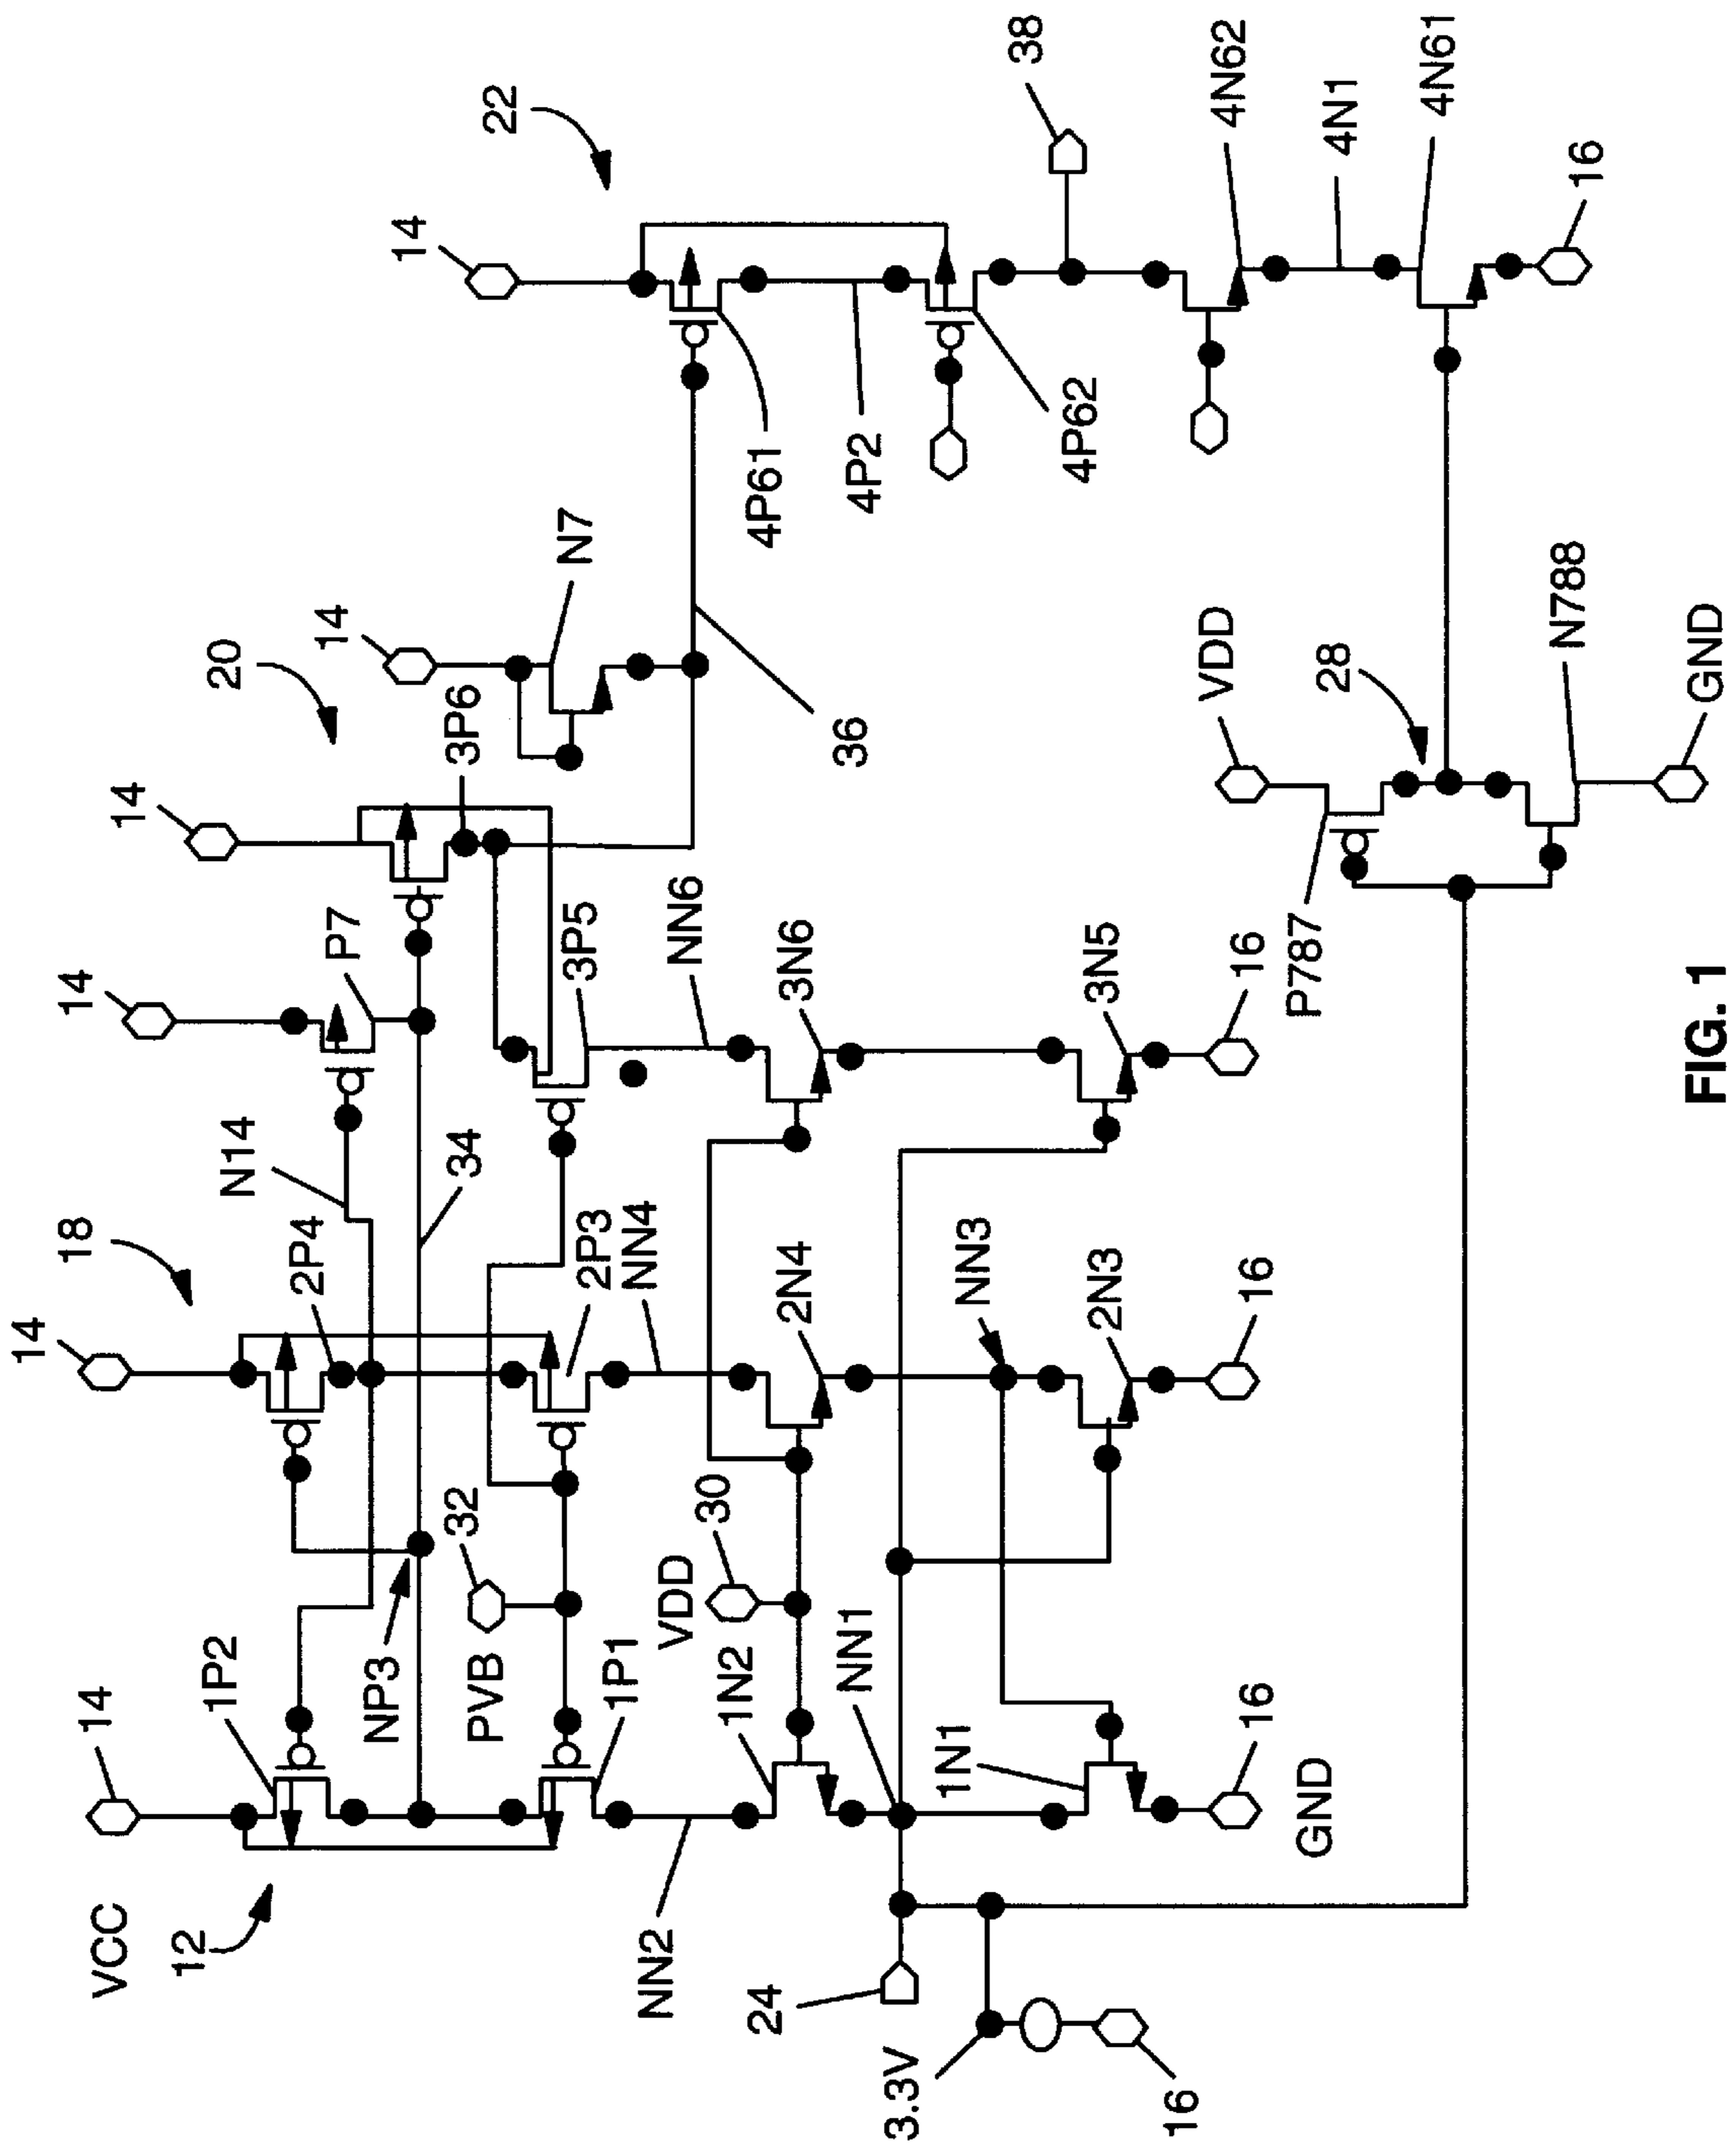 14
18
14
14
VCC
14
12
1P2
20
N14
2P4
14
P7
NP3
14
32
34
3P6
PVB
22
3P5
N7
2P3
1P1
NN4
NN2
VDD
NN6
30
1N2
24
4P61
2N4
3N6
NN1
36
4P2
3.3V
1N1
NN3
38
4P62
2N3
3N5
16
VDD
4N62
16
16
16
P787
GND
28
4N1
4N61
N788
16
GND
FIG. 1